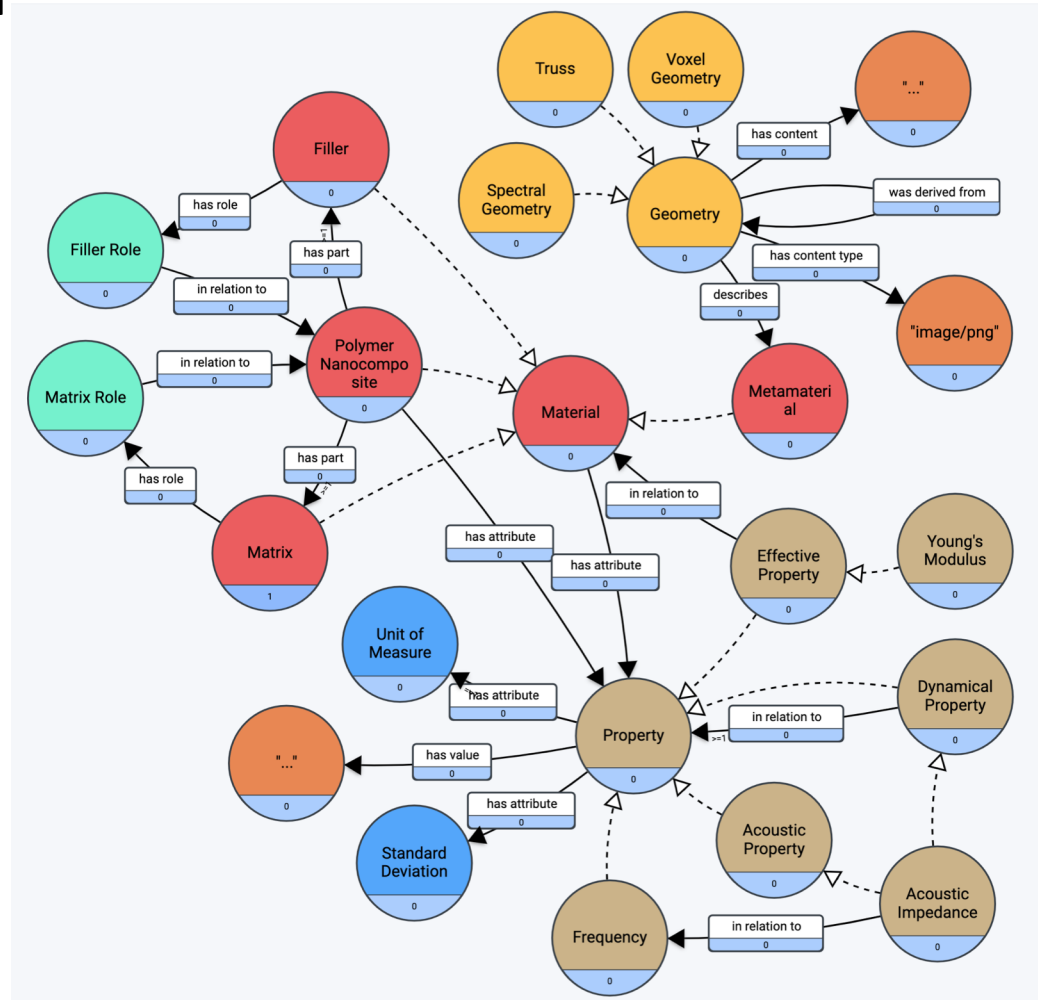 Truss
0
Voxel
Geometry
0
"..."
0
has content
0
Filler
0
Spectral
Geometry
0
Geometry
0
was derived from
0
has role
0
Filler Role
0
has part
0
>=1
has content type
0
in relation to
0
describes
0
"image/png"
0
Polymer
Nanocompo
site
0
in relation to
0
Matrix Role
0
Material
0
Metamateri
al
0
has part
0
>=1
has role
0
in relation to
0
Matrix
1
has attribute
0
has attribute
0
Effective
Property
0
Young's
Modulus
0
Unit of
Measure
0
has attribute
0
Dynamical
Property
0
in relation to
0
>=1
Property
0
"..."
0
has value
0
has attribute
0
Standard
Deviation
0
Acoustic
Property
0
Acoustic
Impedance
0
Frequency
0
in relation to
0